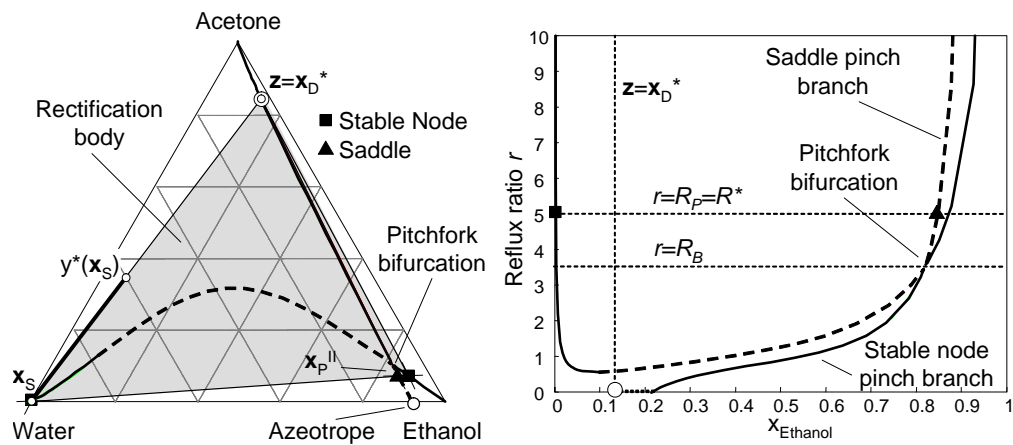 Acetone
z=x_D*
Rectification
body
■ Stable Node
▲ Saddle
Pitchfork
bifurcation
y*(x_S)
x_S
x_P^II
Water
Azeotrope
Ethanol
Reflux ratio r
10
9
8
7
6
5
4
3
2
1
0
z=x_D*
Saddle pinch
branch
Pitchfork
bifurcation
r=R_P=R*
r=R_B
Stable node
pinch branch
0 0.1 0.2 0.3 0.4 0.5 0.6 0.7 0.8 0.9 1
x_Ethanol